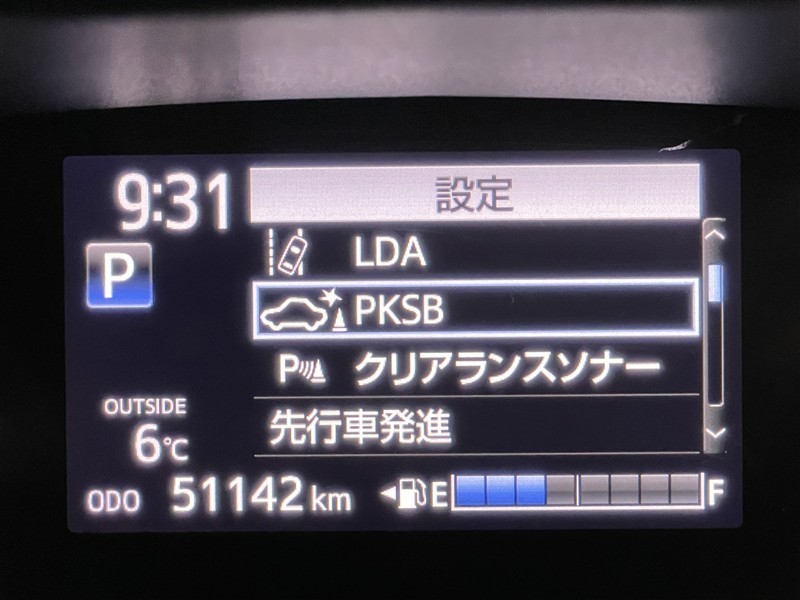 9:31
設定
P
LDA
PKSB
P クリアランスソナー
先行車発進
OUTSIDE
6℃
ODO 51142 km
E F